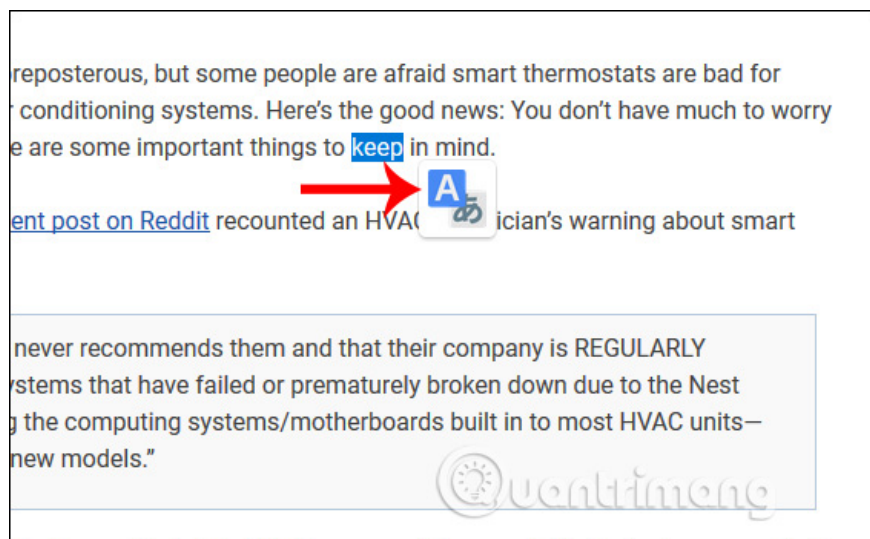 reposterous, but some people are afraid smart thermostats are bad for
r conditioning systems. Here’s the good news: You don’t have much to worry
e are some important things to keep in mind.
A
あ
ent post on Reddit recounted an HVAC ician’s warning about smart
never recommends them and that their company is REGULARLY
ystems that have failed or prematurely broken down due to the Nest
g the computing systems/motherboards built in to most HVAC units—
new models.”
Quantrimang